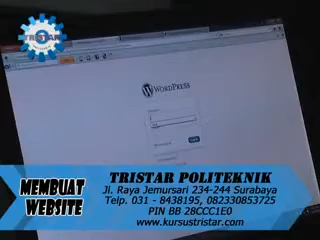 TRISTAR
WORDPRESS
TRISTAR POLITEKNIK
Jl. Raya Jemursari 234-244 Surabaya
Telp. 031 - 8438195, 082330853725
PIN BB 28CCC1E0
www.kursustristar.com
MEMBUAT
WEBSITE